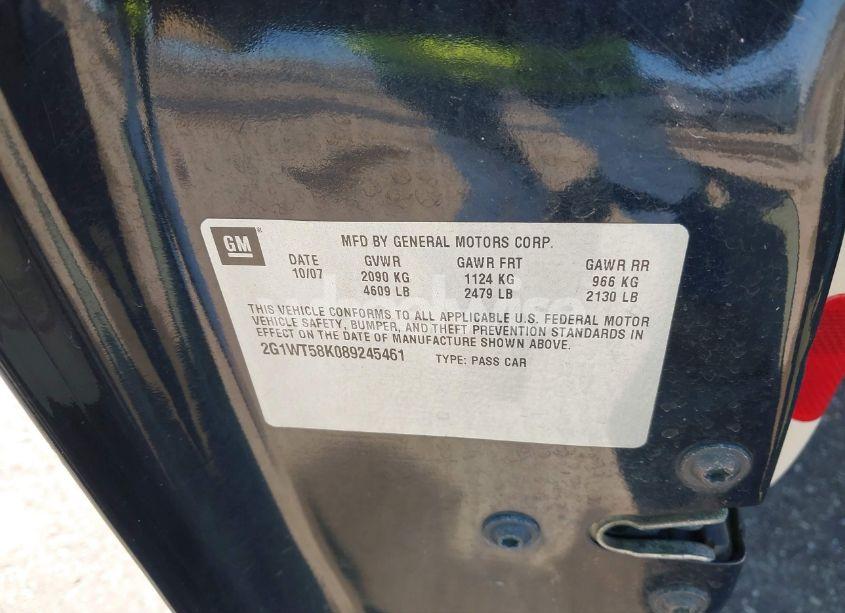 GM®
MFD BY GENERAL MOTORS CORP.
DATE GVWR GAWR FRT GAWR RR
10/07 2090 KG 1124 KG 966 KG
4609 LB 2479 LB 2130 LB
THIS VEHICLE CONFORMS TO ALL APPLICABLE U.S. FEDERAL MOTOR
VEHICLE SAFETY, BUMPER, AND THEFT PREVENTION STANDARDS IN
EFFECT ON THE DATE OF MANUFACTURE SHOWN ABOVE.
2G1WT58K089245461 TYPE: PASS CAR